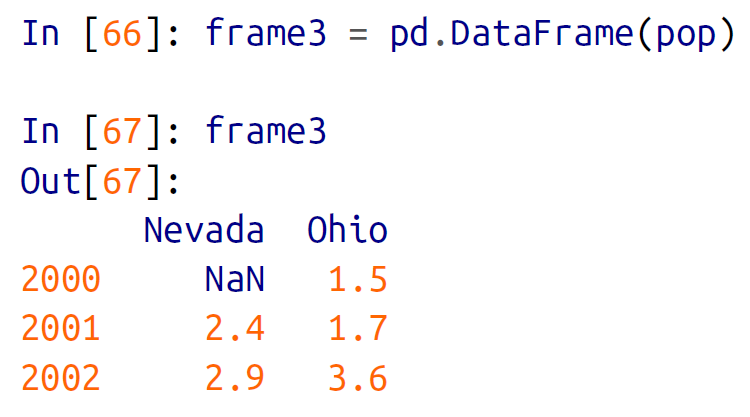 In [66]: frame3 = pd.DataFrame(pop)
In [67]: frame3
Out[67]:
Nevada Ohio
2000 NaN 1.5
2001 2.4 1.7
2002 2.9 3.6